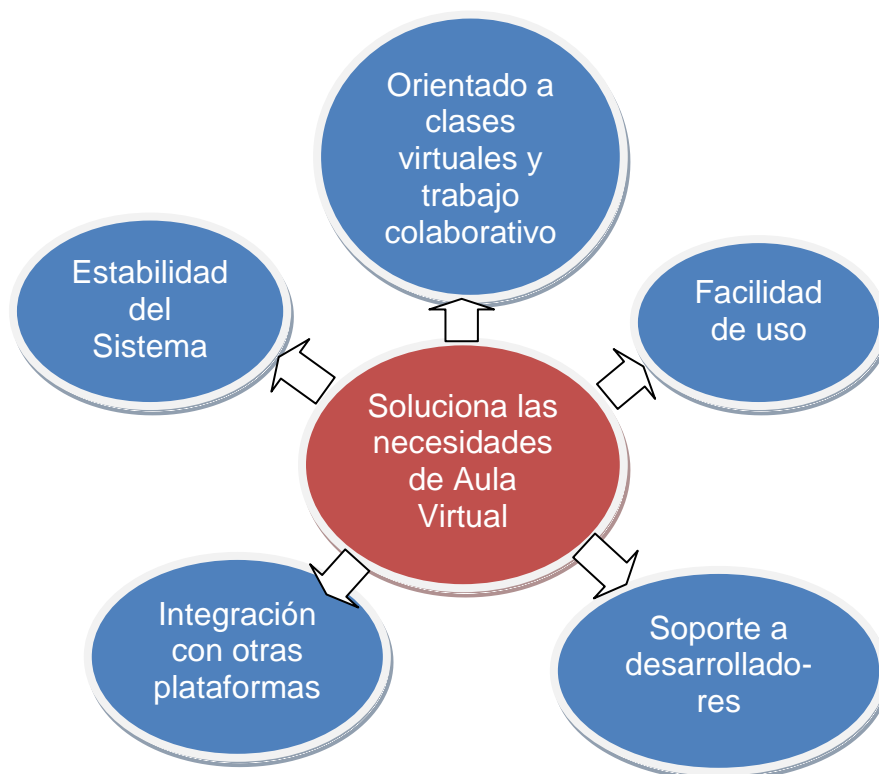 Orientado a
clases
virtuales y
trabajo
colaborativo
Estabilidad
del
Sistema
Facilidad
de uso
Soluciona las
necesidades
de Aula
Virtual
Integración
con otras
plataformas
Soporte a
desarrollado-
res